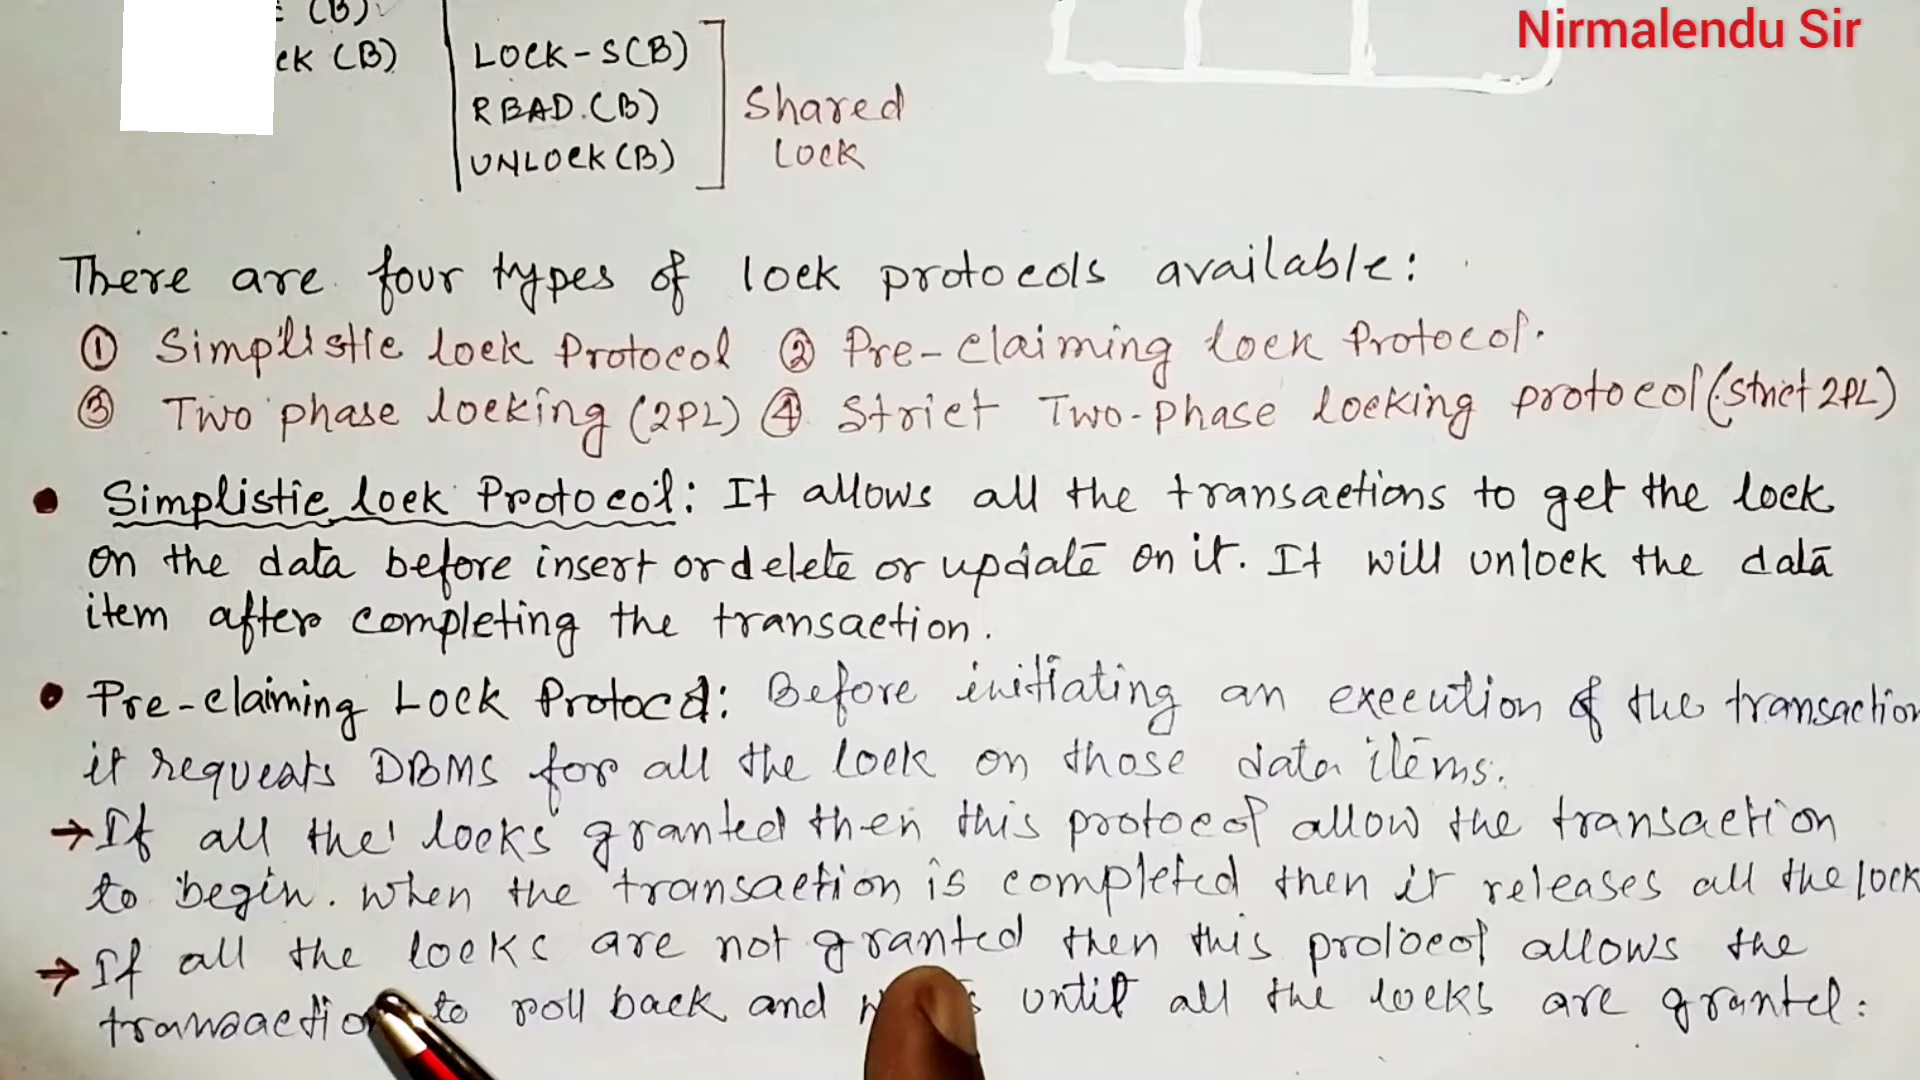 (B)
ck (B)
LOCK-S(B)
READ.(B)
UNLOCK(B)
Shared
Lock
Nirmalendu Sir
There are four types of lock protocols available:
① Simplistic lock Protocol ② Pre-claiming lock Protocol.
③ Two phase locking (2PL) ④ Strict Two-phase locking protocol (Strict 2PL)
• Simplistic lock Protocol: It allows all the transactions to get the lock
on the data before insert or delete or update on it. It will unlock the data
item after completing the transaction.
• Pre-claiming Lock Protocol: Before initiating an execution of the transaction
it requests DBMS for all the lock on those data items.
→ If all the locks granted then this protocol allow the transaction
to begin. When the transaction is completed then it releases all the lock
→ If all the locks are not granted then this protocol allows the
transaction to roll back and until all the locks are granted.